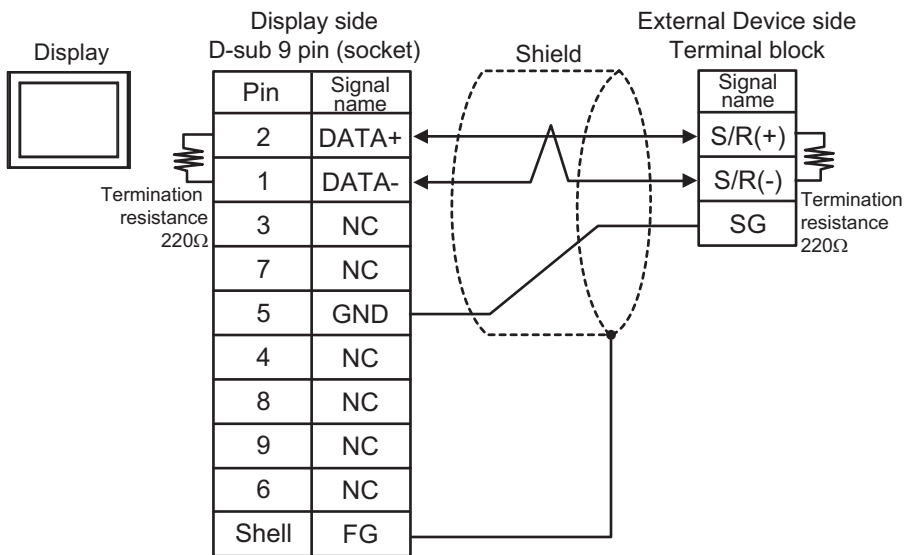 Display
Display side
D-sub 9 pin (socket)
Shield
External Device side
Terminal block
Pin Signal name
2 DATA+
1 DATA-
3 NC
7 NC
5 GND
4 NC
8 NC
9 NC
6 NC
Shell FG
Termination
resistance
220Ω
Signal
name
S/R(+)
S/R(-)
SG
Termination
resistance
220Ω